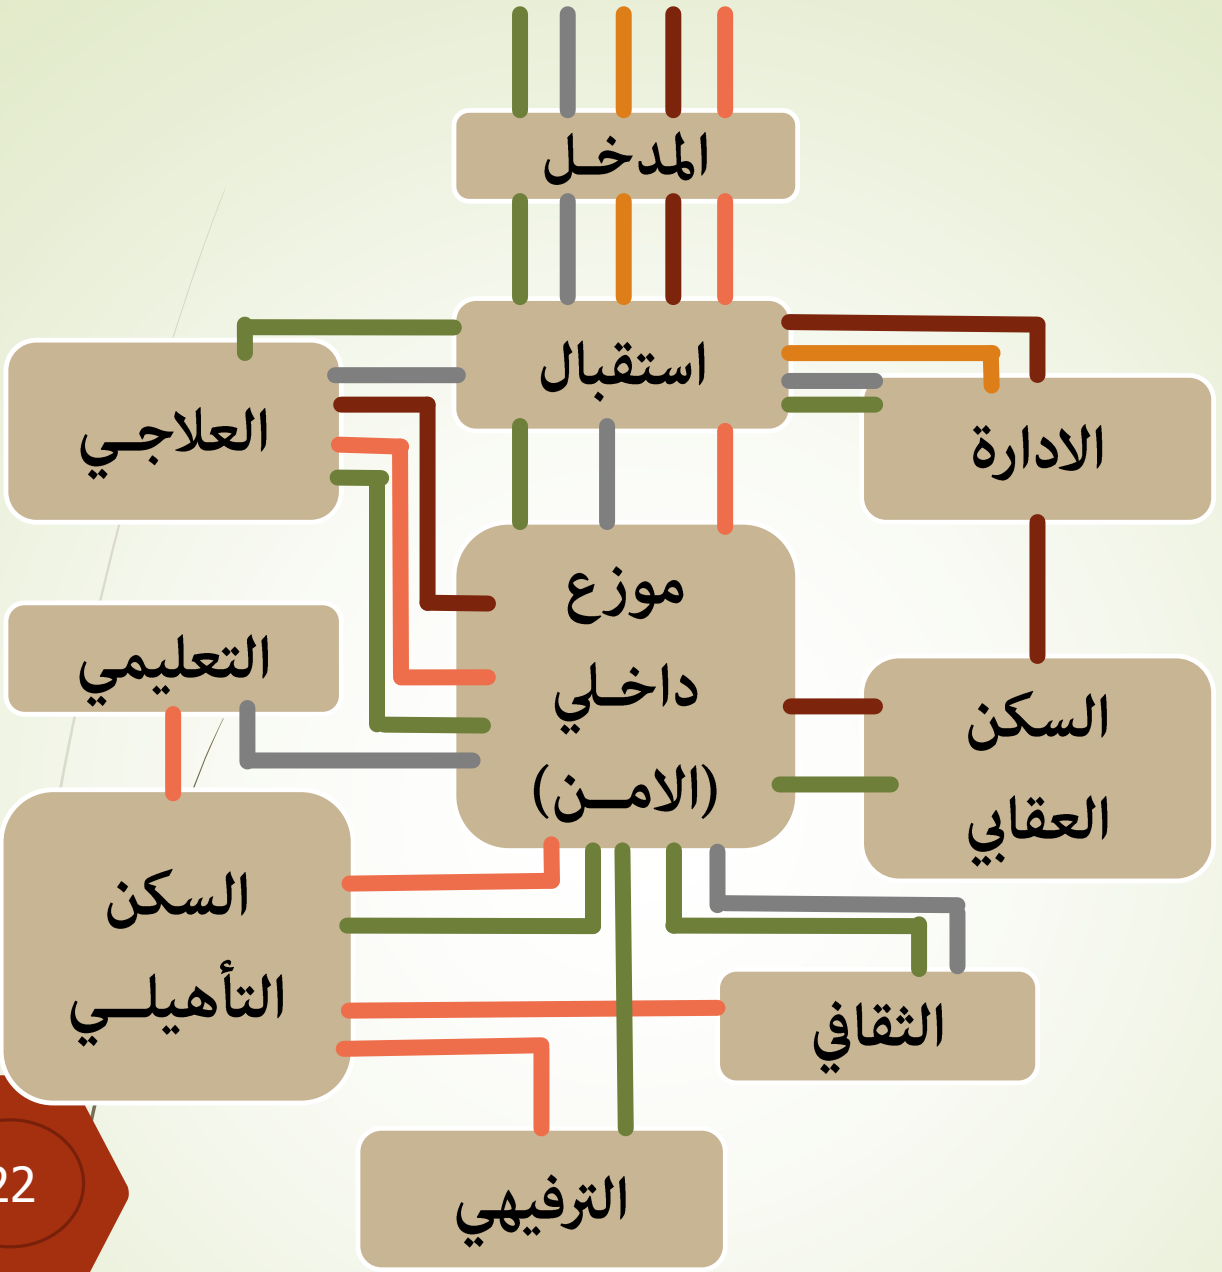 المدخل
استقبال
العلاجي
الادارة
موزع
داخلي
(الامن)
التعليمي
السكن
العقابي
السكن
التأهيلي
الثقافي
الترفيهي
22